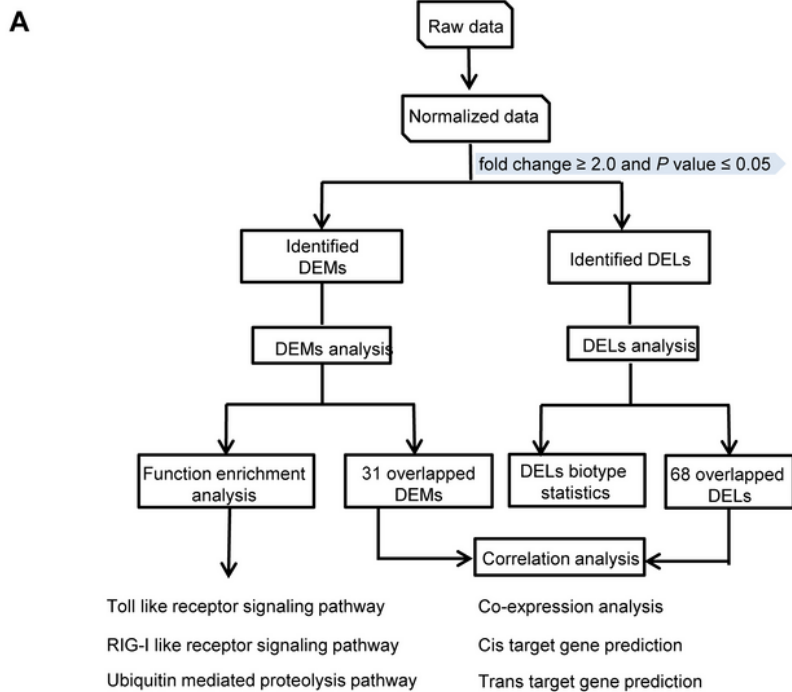 A
Raw data
Normalized data
fold change ≥ 2.0 and P value ≤ 0.05
Identified
DEMs
Identified DELs
DEMs analysis
DELs analysis
Function enrichment
analysis
31 overlapped
DEMs
DELs biotype
statistics
68 overlapped
DELs
Correlation analysis
Toll like receptor signaling pathway
RIG-I like receptor signaling pathway
Ubiquitin mediated proteolysis pathway
Co-expression analysis
Cis target gene prediction
Trans target gene prediction